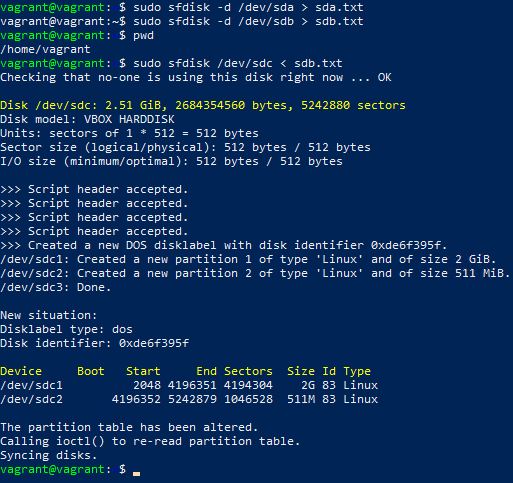 vagrant@vagrant: $ sudo sfdisk -d /dev/sda > sda.txt
vagrant@vagrant:~$ sudo sfdisk -d /dev/sdb > sdb.txt
vagrant@vagrant: $ pwd
/home/vagrant
vagrant@vagrant: $ sudo sfdisk /dev/sdc < sdb.txt
Checking that no-one is using this disk right now ... OK
Disk /dev/sdc: 2.51 GiB, 2684354560 bytes, 5242880 sectors
Disk model: VBOX HARDDISK
Units: sectors of 1 * 512 = 512 bytes
Sector size (logical/physical): 512 bytes / 512 bytes
I/O size (minimum/optimal): 512 bytes / 512 bytes
>>> Script header accepted.
>>> Script header accepted.
>>> Script header accepted.
>>> Script header accepted.
>>> Created a new DOS disklabel with disk identifier 0xde6f395f.
/dev/sdc1: Created a new partition 1 of type 'Linux' and of size 2 GiB.
/dev/sdc2: Created a new partition 2 of type 'Linux' and of size 511 MiB.
/dev/sdc3: Done.
New situation:
Disklabel type: dos
Disk identifier: 0xde6f395f
Device     Boot   Start     End Sectors  Size Id Type
/dev/sdc1          2048 4196351 4194304    2G 83 Linux
/dev/sdc2       4196352 5242879 1046528  511M 83 Linux
The partition table has been altered.
Calling ioctl() to re-read partition table.
Syncing disks.
vagrant@vagrant: $